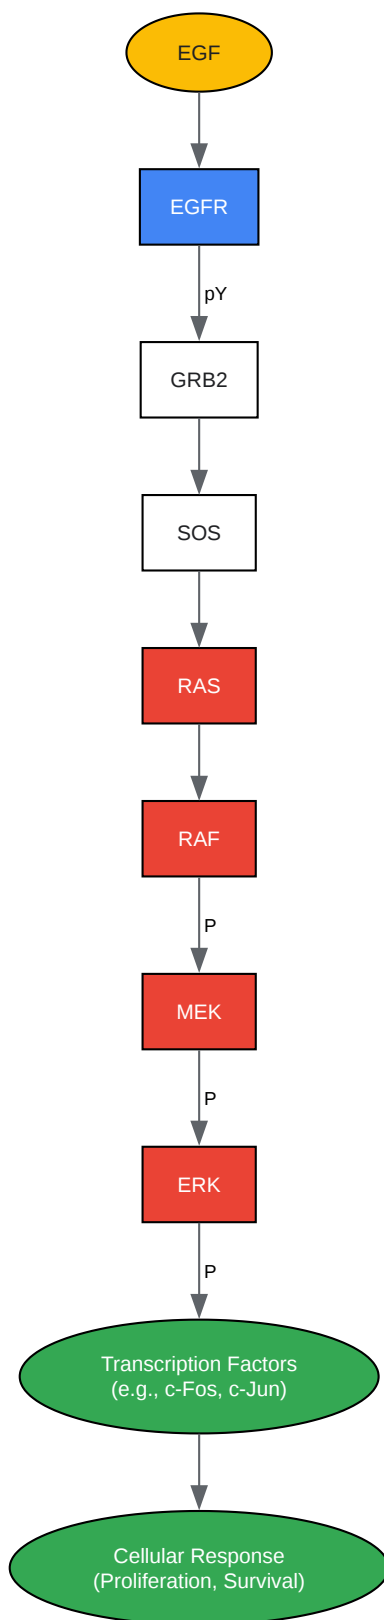 EGF
EGFR
pY
GRB2
SOS
RAS
RAF
P
MEK
P
ERK
P
Transcription Factors
(e.g., c-Fos, c-Jun)
Cellular Response
(Proliferation, Survival)